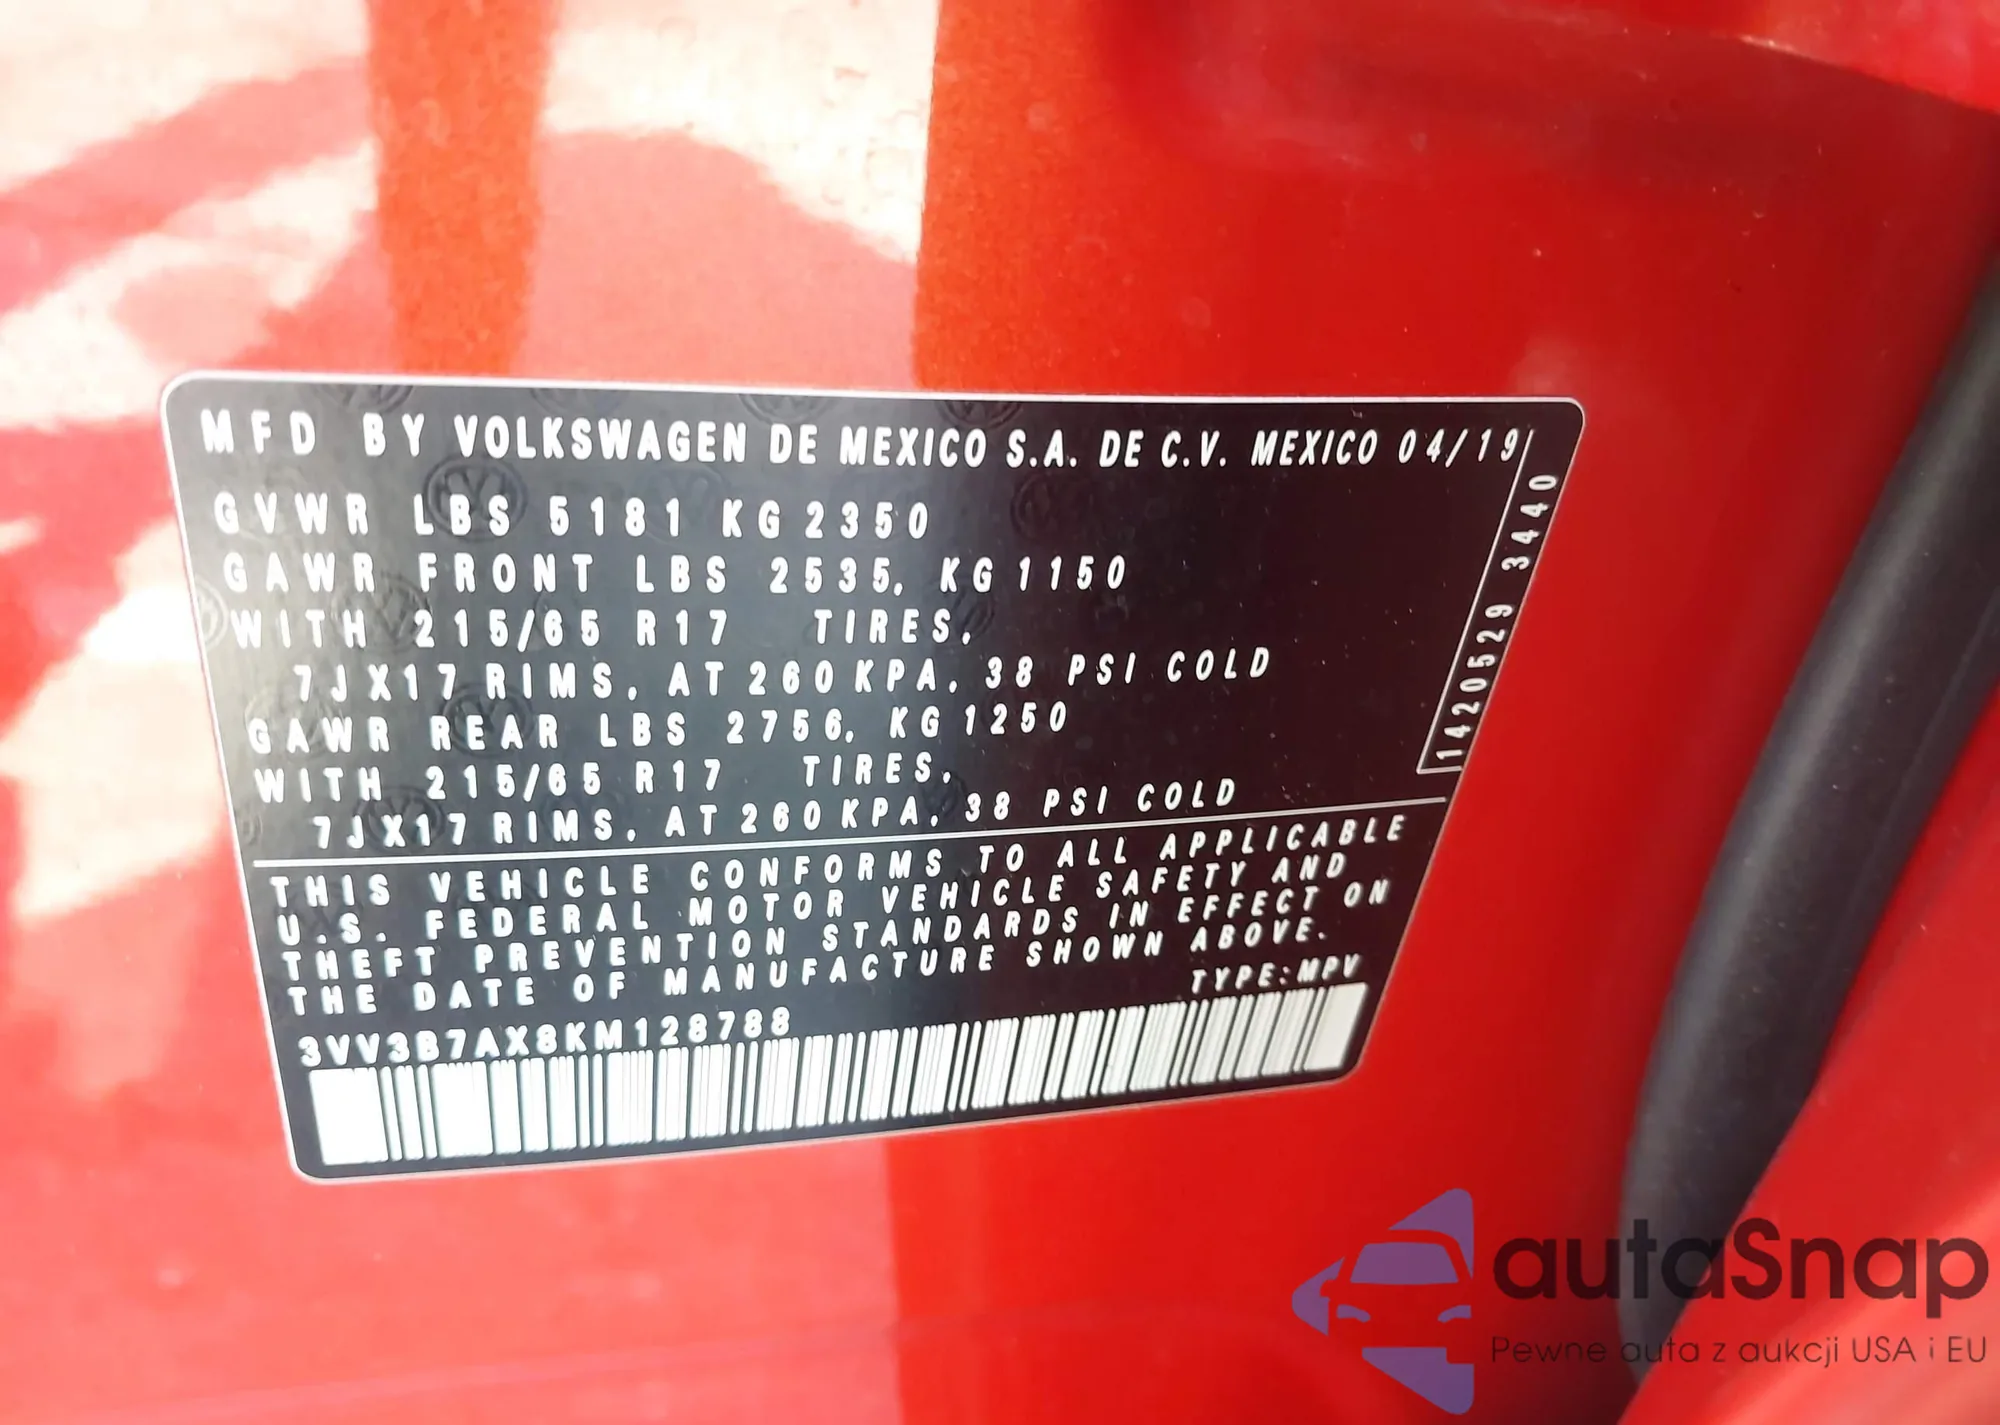 MFD BY VOLKSWAGEN DE MEXICO S.A. DE C.V. MEXICO 04/19
GVWR LBS 5181 KG 2350
GAWR FRONT LBS 2535, KG 1150
WITH 215/65 R17 TIRES,
7JX17 RIMS, AT 260 KPA, 38 PSI COLD
GAWR REAR LBS 2756, KG 1250
WITH 215/65 R17 TIRES,
7JX17 RIMS, AT 260 KPA, 38 PSI COLD
1420529 3440
THIS VEHICLE CONFORMS TO ALL APPLICABLE
U.S. FEDERAL MOTOR VEHICLE SAFETY AND
THEFT PREVENTION STANDARDS IN EFFECT ON
THE DATE OF MANUFACTURE SHOWN ABOVE.
TYPE:MPV
3VV3B7AX8KM128788
autaSnap
Pewne auta z aukcji USA i EU